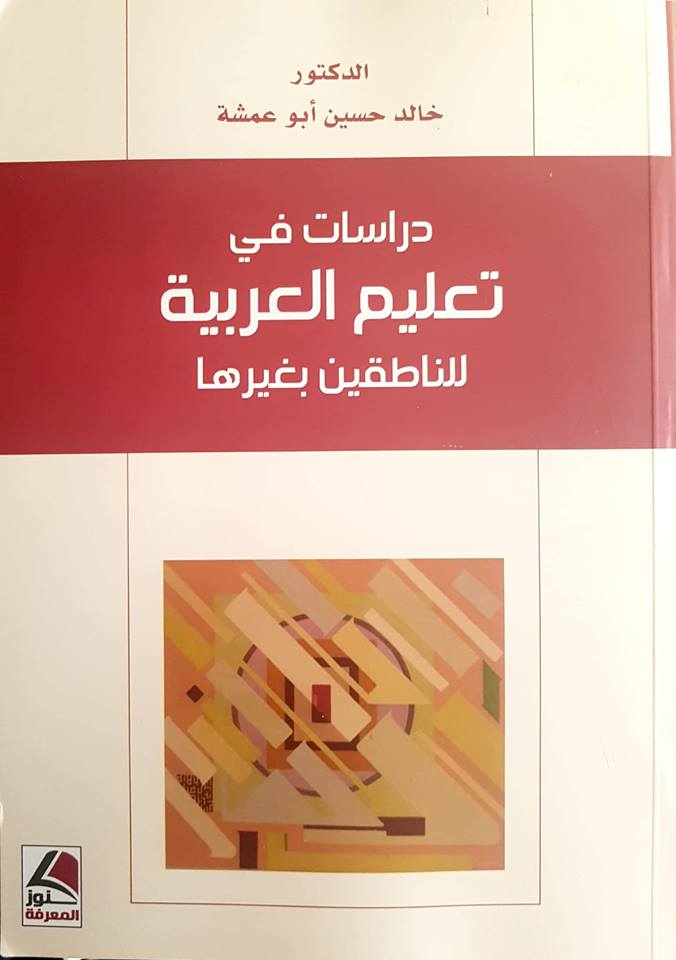 الدكتور
خالد حسين أبو عمشة
دراسات في
تعليم العربية
للناطقين بغيرها
كنوز
المعرفة